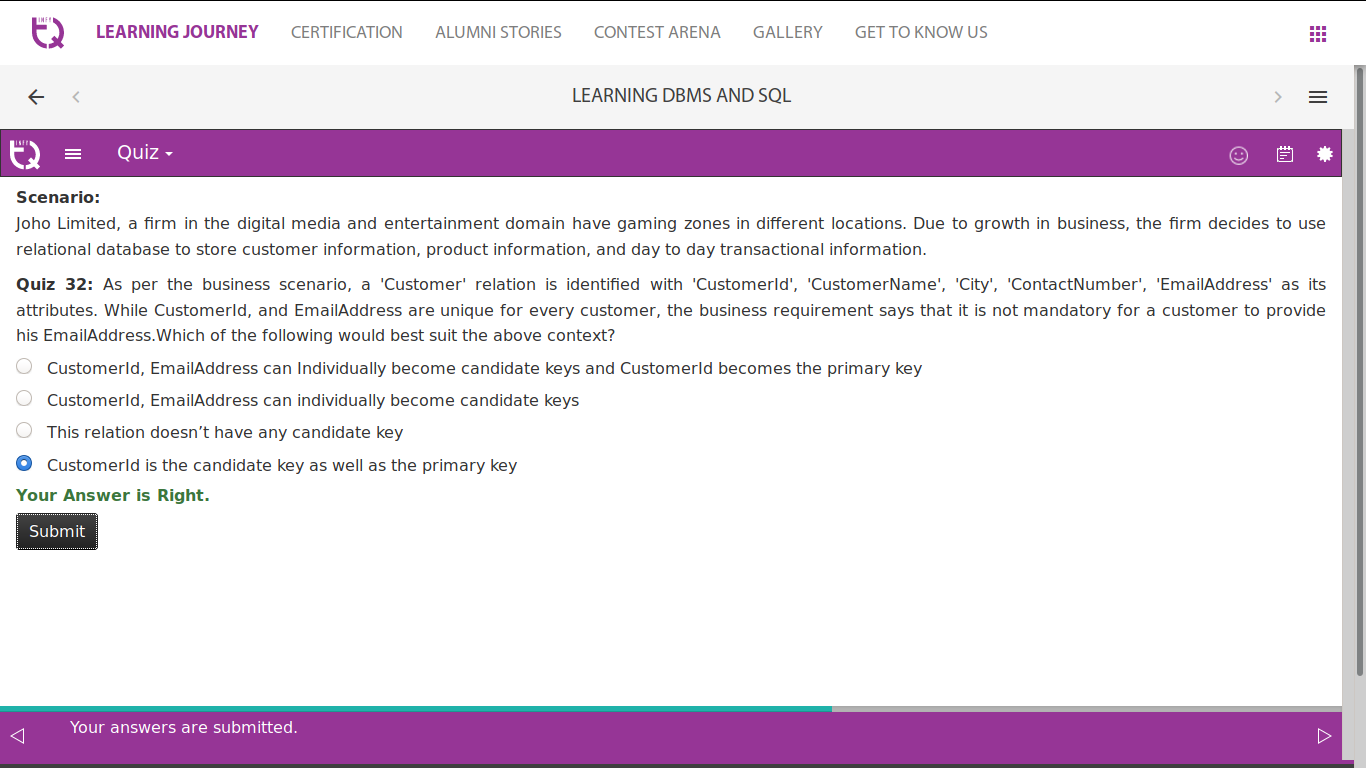 INFY
TQ
LEARNING JOURNEY CERTIFICATION ALUMNI STORIES CONTEST ARENA GALLERY GET TO KNOW US
LEARNING DBMS AND SQL
INFY
TQ
Quiz
Scenario:
Joho Limited, a firm in the digital media and entertainment domain have gaming zones in different locations. Due to growth in business, the firm decides to use
relational database to store customer information, product information, and day to day transactional information.
Quiz 32: As per the business scenario, a 'Customer' relation is identified with 'CustomerId', 'CustomerName', 'City', 'ContactNumber', 'EmailAddress' as its
attributes. While CustomerId, and EmailAddress are unique for every customer, the business requirement says that it is not mandatory for a customer to provide
his EmailAddress.Which of the following would best suit the above context?
CustomerId, EmailAddress can Individually become candidate keys and CustomerId becomes the primary key
CustomerId, EmailAddress can individually become candidate keys
This relation doesn’t have any candidate key
CustomerId is the candidate key as well as the primary key
Your Answer is Right.
Submit
Your answers are submitted.